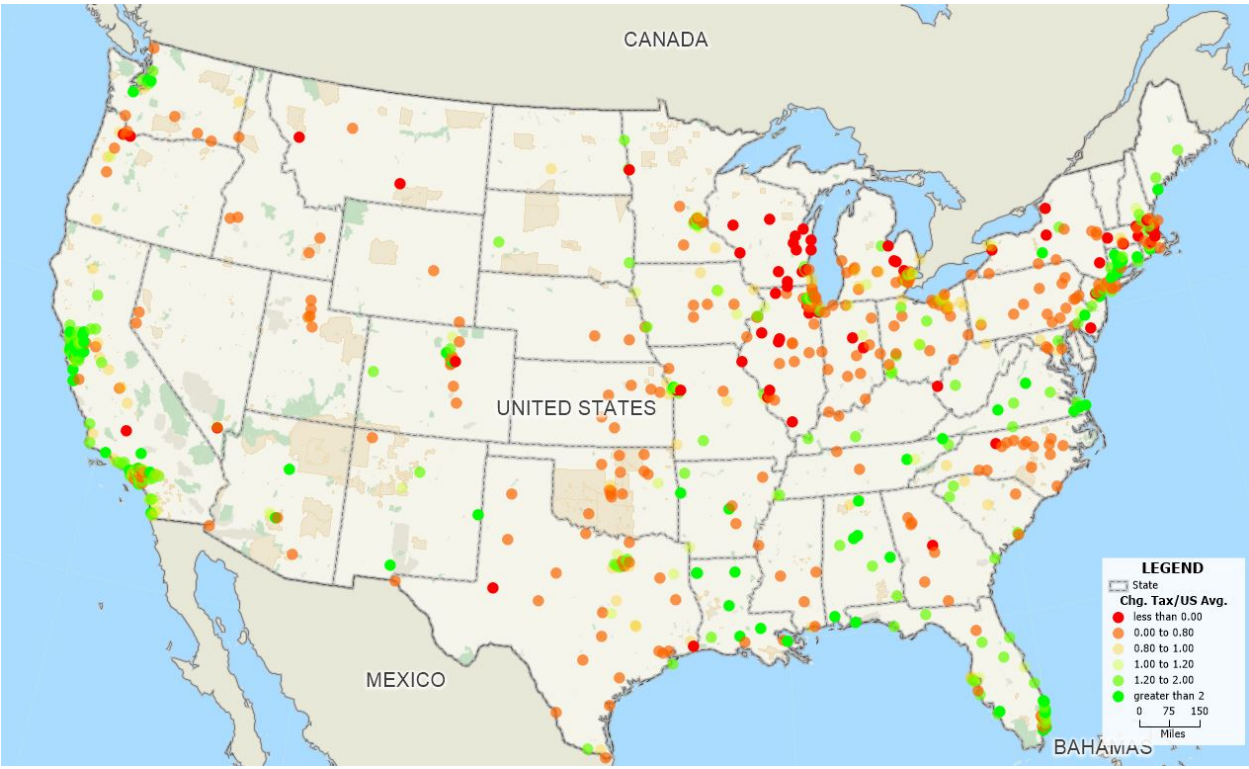 CANADA
UNITED STATES
MEXICO
BAHAMAS
LEGEND
State
Chg. Tax/US Avg.
less than 0.00
0.00 to 0.80
0.80 to 1.00
1.00 to 1.20
1.20 to 2.00
greater than 2
0 75 150
Miles